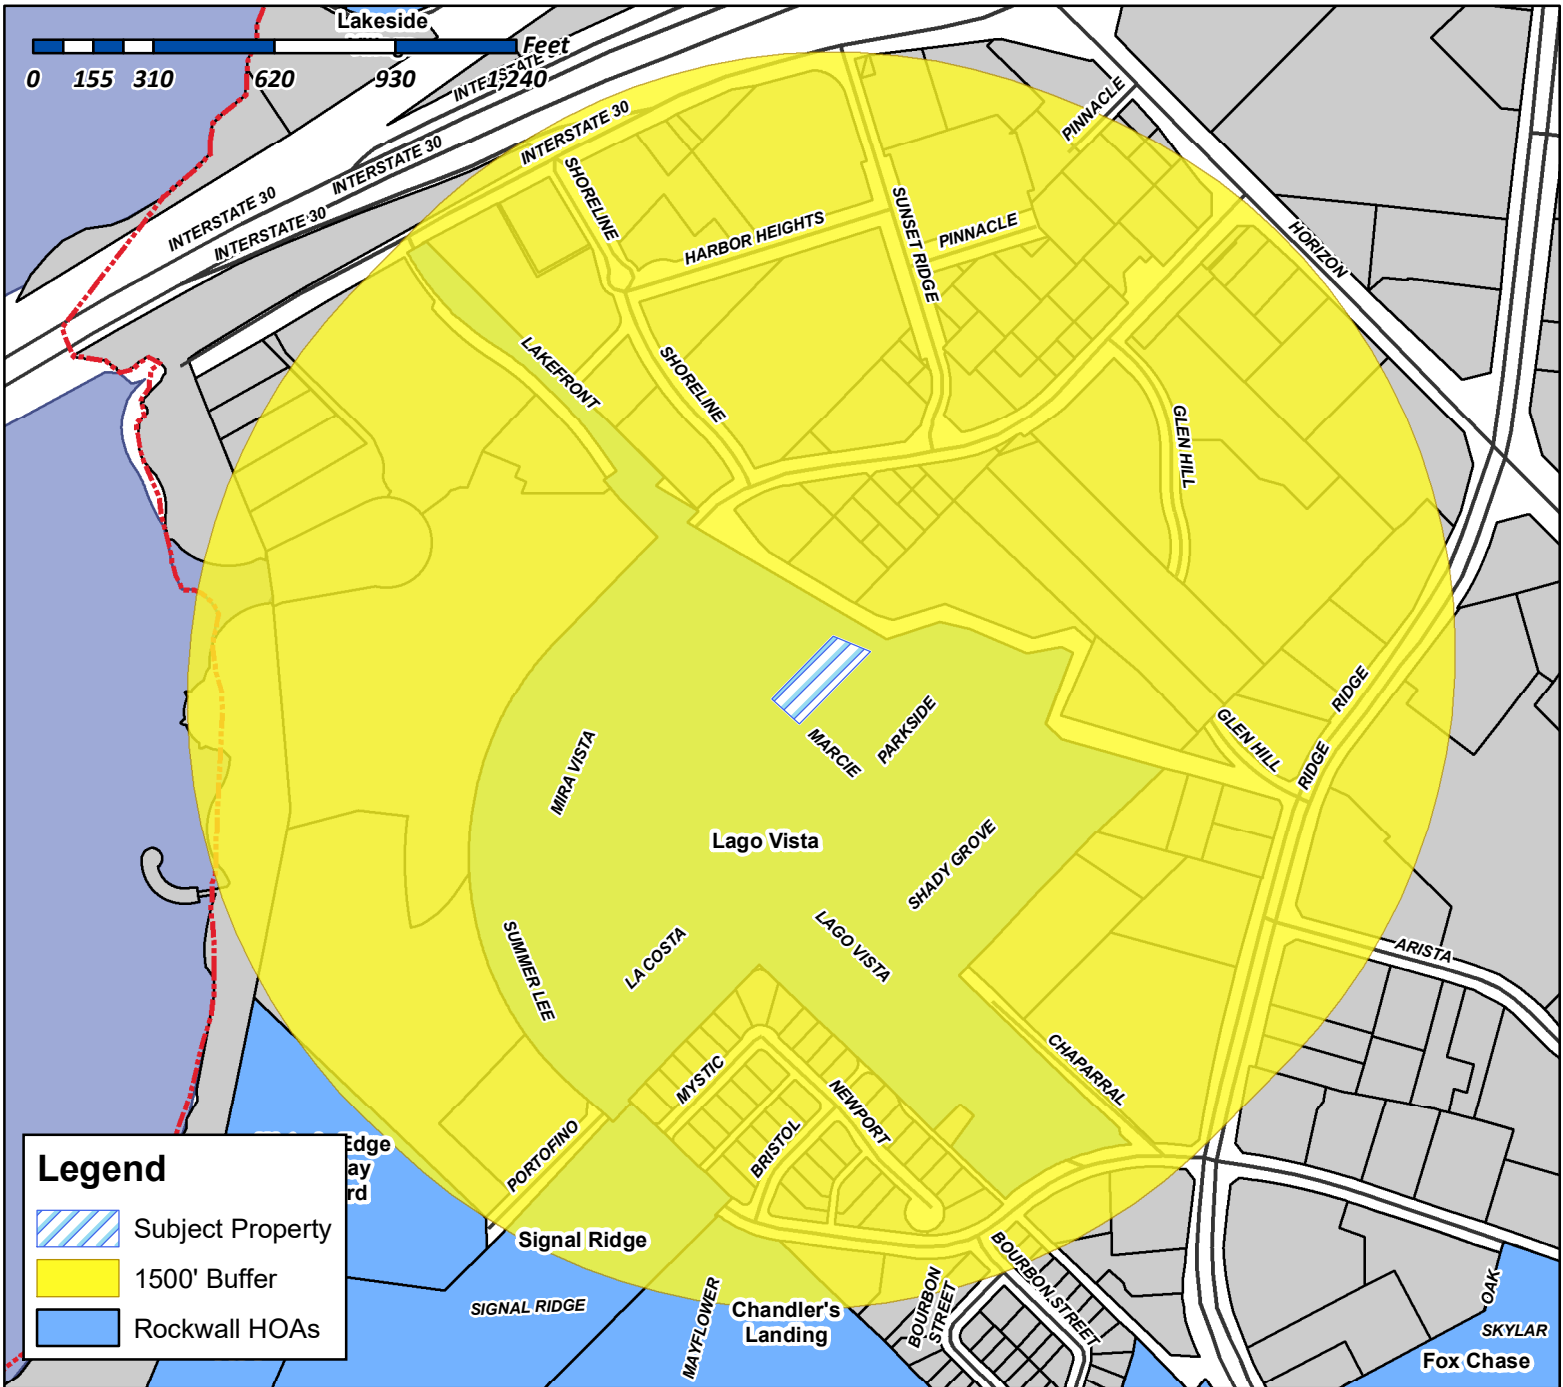 Lakeside
Feet
0 155 310 620 930 1,240
INTERSTATE
INTERSTATE 30
INTERSTATE 30
INTERSTATE 30
INTERSTATE 30
PINNACLE
SHORELINE
HARBOR HEIGHTS
SUNSET RIDGE
PINNACLE
HORIZON
LAKEFRONT
SHORELINE
GLEN HILL
RIDGE
GLEN HILL
RIDGE
MARCIE
PARKSIDE
MIRA VISTA
Lago Vista
SHADY GROVE
LAGO VISTA
SUMMER LEE
LA COSTA
ARISTA
CHAPARRAL
MYSTIC
NEWPORT
BRISTOL
PORTOFINO
Edge
ay
rd
Signal Ridge
SIGNAL RIDGE
MAYFLOWER
Chandler's
Landing
BOURBON
STREET
BOURBON STREET
OAK
SKYLAR
Fox Chase
Legend
Subject Property
1500' Buffer
Rockwall HOAs